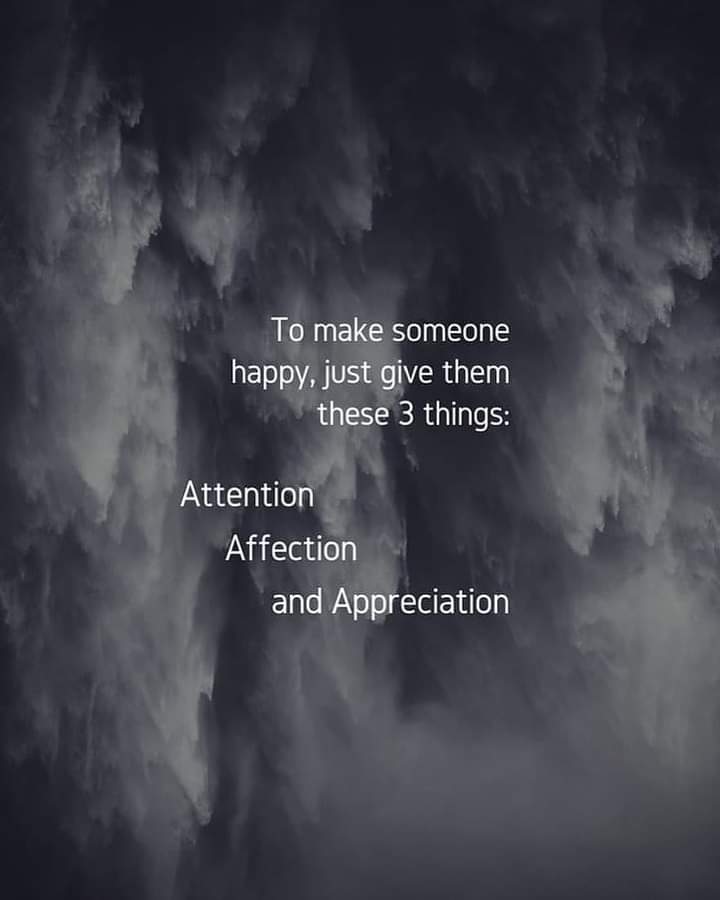 To make someone
happy, just give them
these 3 things:
Attention
Affection
and Appreciation